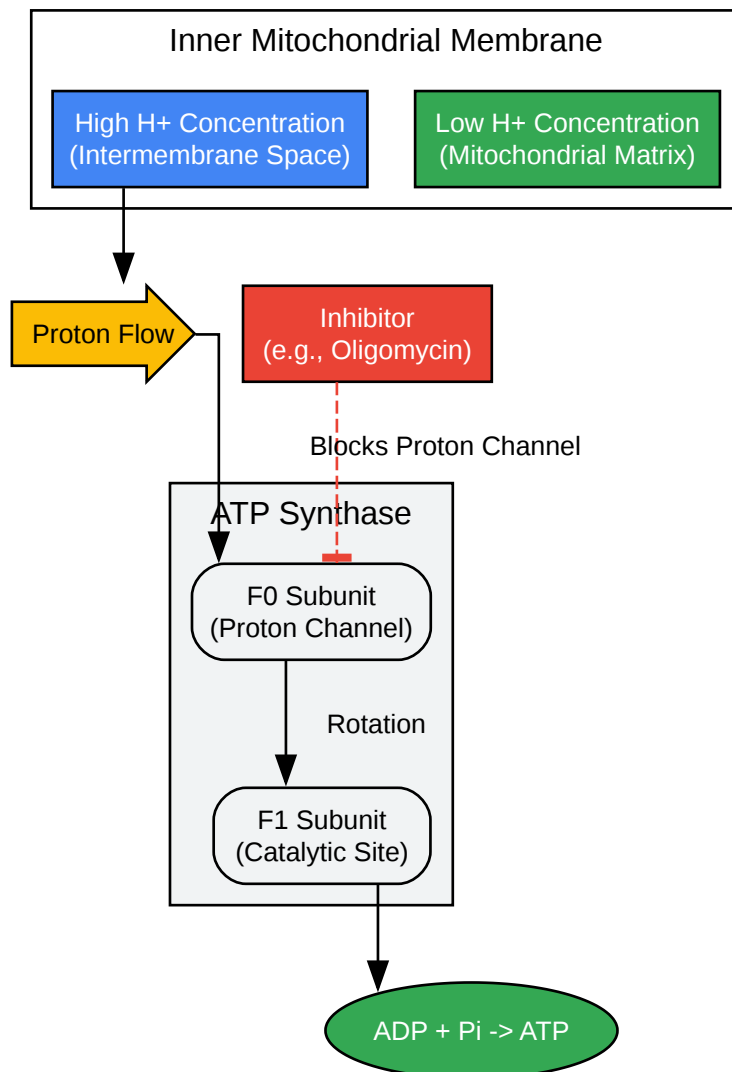 Inner Mitochondrial Membrane
High H+ Concentration
(Intermembrane Space)
Low H+ Concentration
(Mitochondrial Matrix)
Proton Flow
Inhibitor
(e.g., Oligomycin)
Blocks Proton Channel
ATP Synthase
F0 Subunit
(Proton Channel)
Rotation
F1 Subunit
(Catalytic Site)
ADP + Pi -> ATP